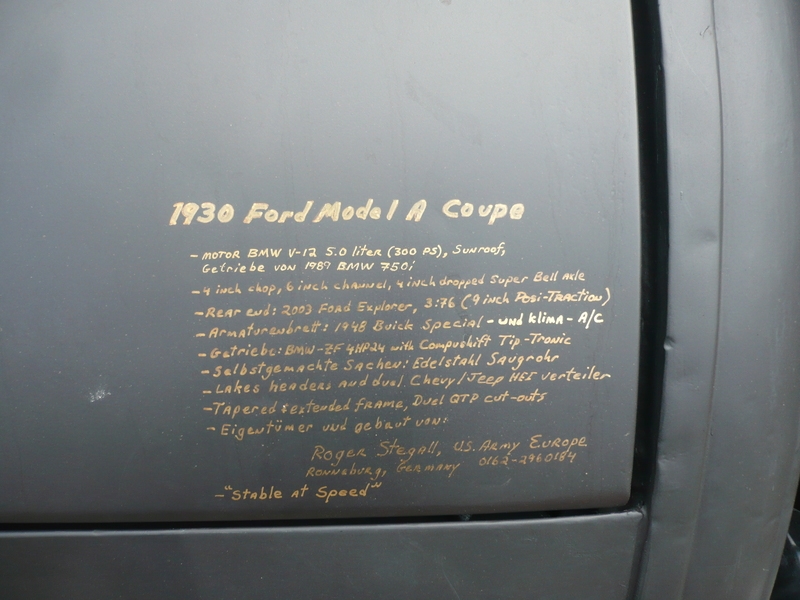 1930 Ford Model A Coupe
- MOTOR BMW V-12 5.0 liter (300 PS), Sunroof,
Getriebe von 1989 BMW 750i
- 4 inch chop, 6 inch channel, 4 inch dropped Super Bell Axle
- Rear end: 2003 Ford Explorer, 3:76 (9 inch Posi-Traction)
- Armaturenbrett: 1948 Buick Special - und Klima - A/C
- Getriebe: BMW-ZF 4HP24 with Compushift Tip-Tronic
- Selbstgemachte Sachen: Edelstahl Saugrohr
- Lakes headers and dual Chevy/Jeep HEI verteiler
- Tapered & extended frame, Duel QTP cut-outs
- Eigentümer und gebaut von:
Roger Stegall, U.S. Army Europe
Ronneburg, Germany 0162-2960184
- "Stable at Speed"